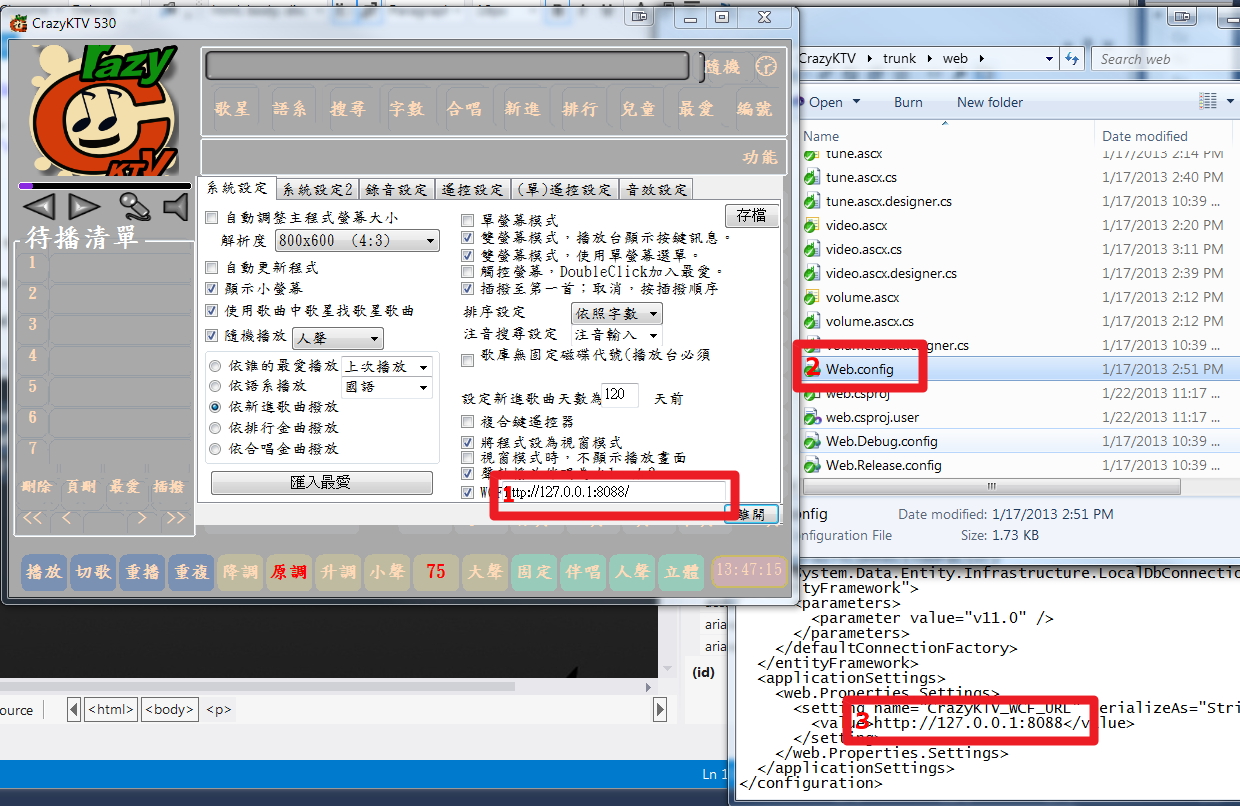 CrazyKTV 530
隨機
歌星 語系 搜尋 字數 合唱 新進 排行 兒童 最愛 編號
功能
系統設定 系統設定2 錄音設定 遙控設定 (單)遙控設定 音效設定
自動調整主程式螢幕大小
解析度 800x600 (4:3)
自動更新程式
顯示小螢幕
使用歌曲中歌星找歌星歌曲
隨機播放 人聲
依誰的最愛播放 上次播放
依語系播放 國語
依新進歌曲撥放
依排行金曲撥放
依合唱金曲撥放
匯入最愛
存檔
單螢幕模式
雙螢幕模式，播放台顯示按鍵訊息。
雙螢幕模式，使用單螢幕選單。
觸控螢幕，DoubleClick加入最愛。
插撥至第一首；取消，按插撥順序
排序設定 依照字數
注音搜尋設定 注音輸入
歌庫無固定磁碟代號(播放台必須
設定新進歌曲天數為 120 天前
複合鍵遙控器
將程式設為視窗模式
視窗模式時，不顯示播放畫面
1
http://127.0.0.1:8088/
離開
待播清單
1
2
3
4
5
6
7
刪除 頁刪 最愛 插撥
<< < > >>
播放 切歌 重播 重複 降調 原調 升調 小聲 75 大聲 固定 伴唱 人聲 立體 13:47:15
CrazyKTV trunk web
Search web
Open Burn New folder
Name Date modified
tune.ascx 1/17/2013 2:14 PM
tune.ascx.cs 1/17/2013 2:40 PM
tune.ascx.designer.cs 1/17/2013 10:39 ...
video.ascx 1/17/2013 2:20 PM
video.ascx.cs 1/17/2013 3:11 PM
video.ascx.designer.cs 1/17/2013 2:39 PM
volume.ascx 1/17/2013 2:12 PM
volume.ascx.cs 1/17/2013 2:12 PM
volume.ascx.designer.cs 1/17/2013 10:39 ...
2 Web.config 1/17/2013 2:51 PM
web.csproj 1/22/2013 11:17 ...
web.csproj.user 1/22/2013 11:17 ...
Web.Debug.config 1/17/2013 10:39 ...
Web.Release.config 1/17/2013 10:39 ...
nfig Date modified: 1/17/2013 2:51 PM
nfiguration File Size: 1.73 KB
System.Data.Entity.Infrastructure.LocalDbConnectio
tyFramework">
<parameters>
<parameter value="v11.0" />
</parameters>
</defaultConnectionFactory>
</entityFramework>
<applicationSettings>
<web.Properties.Settings>
<setting name="CrazyKTV_WCF_URL" serializeAs="Stri
3
<value>http://127.0.0.1:8088</value>
</setting>
</web.Properties.Settings>
</applicationSettings>
</configuration>
aria
(id)
ource <html> <body> <p>
Ln 1